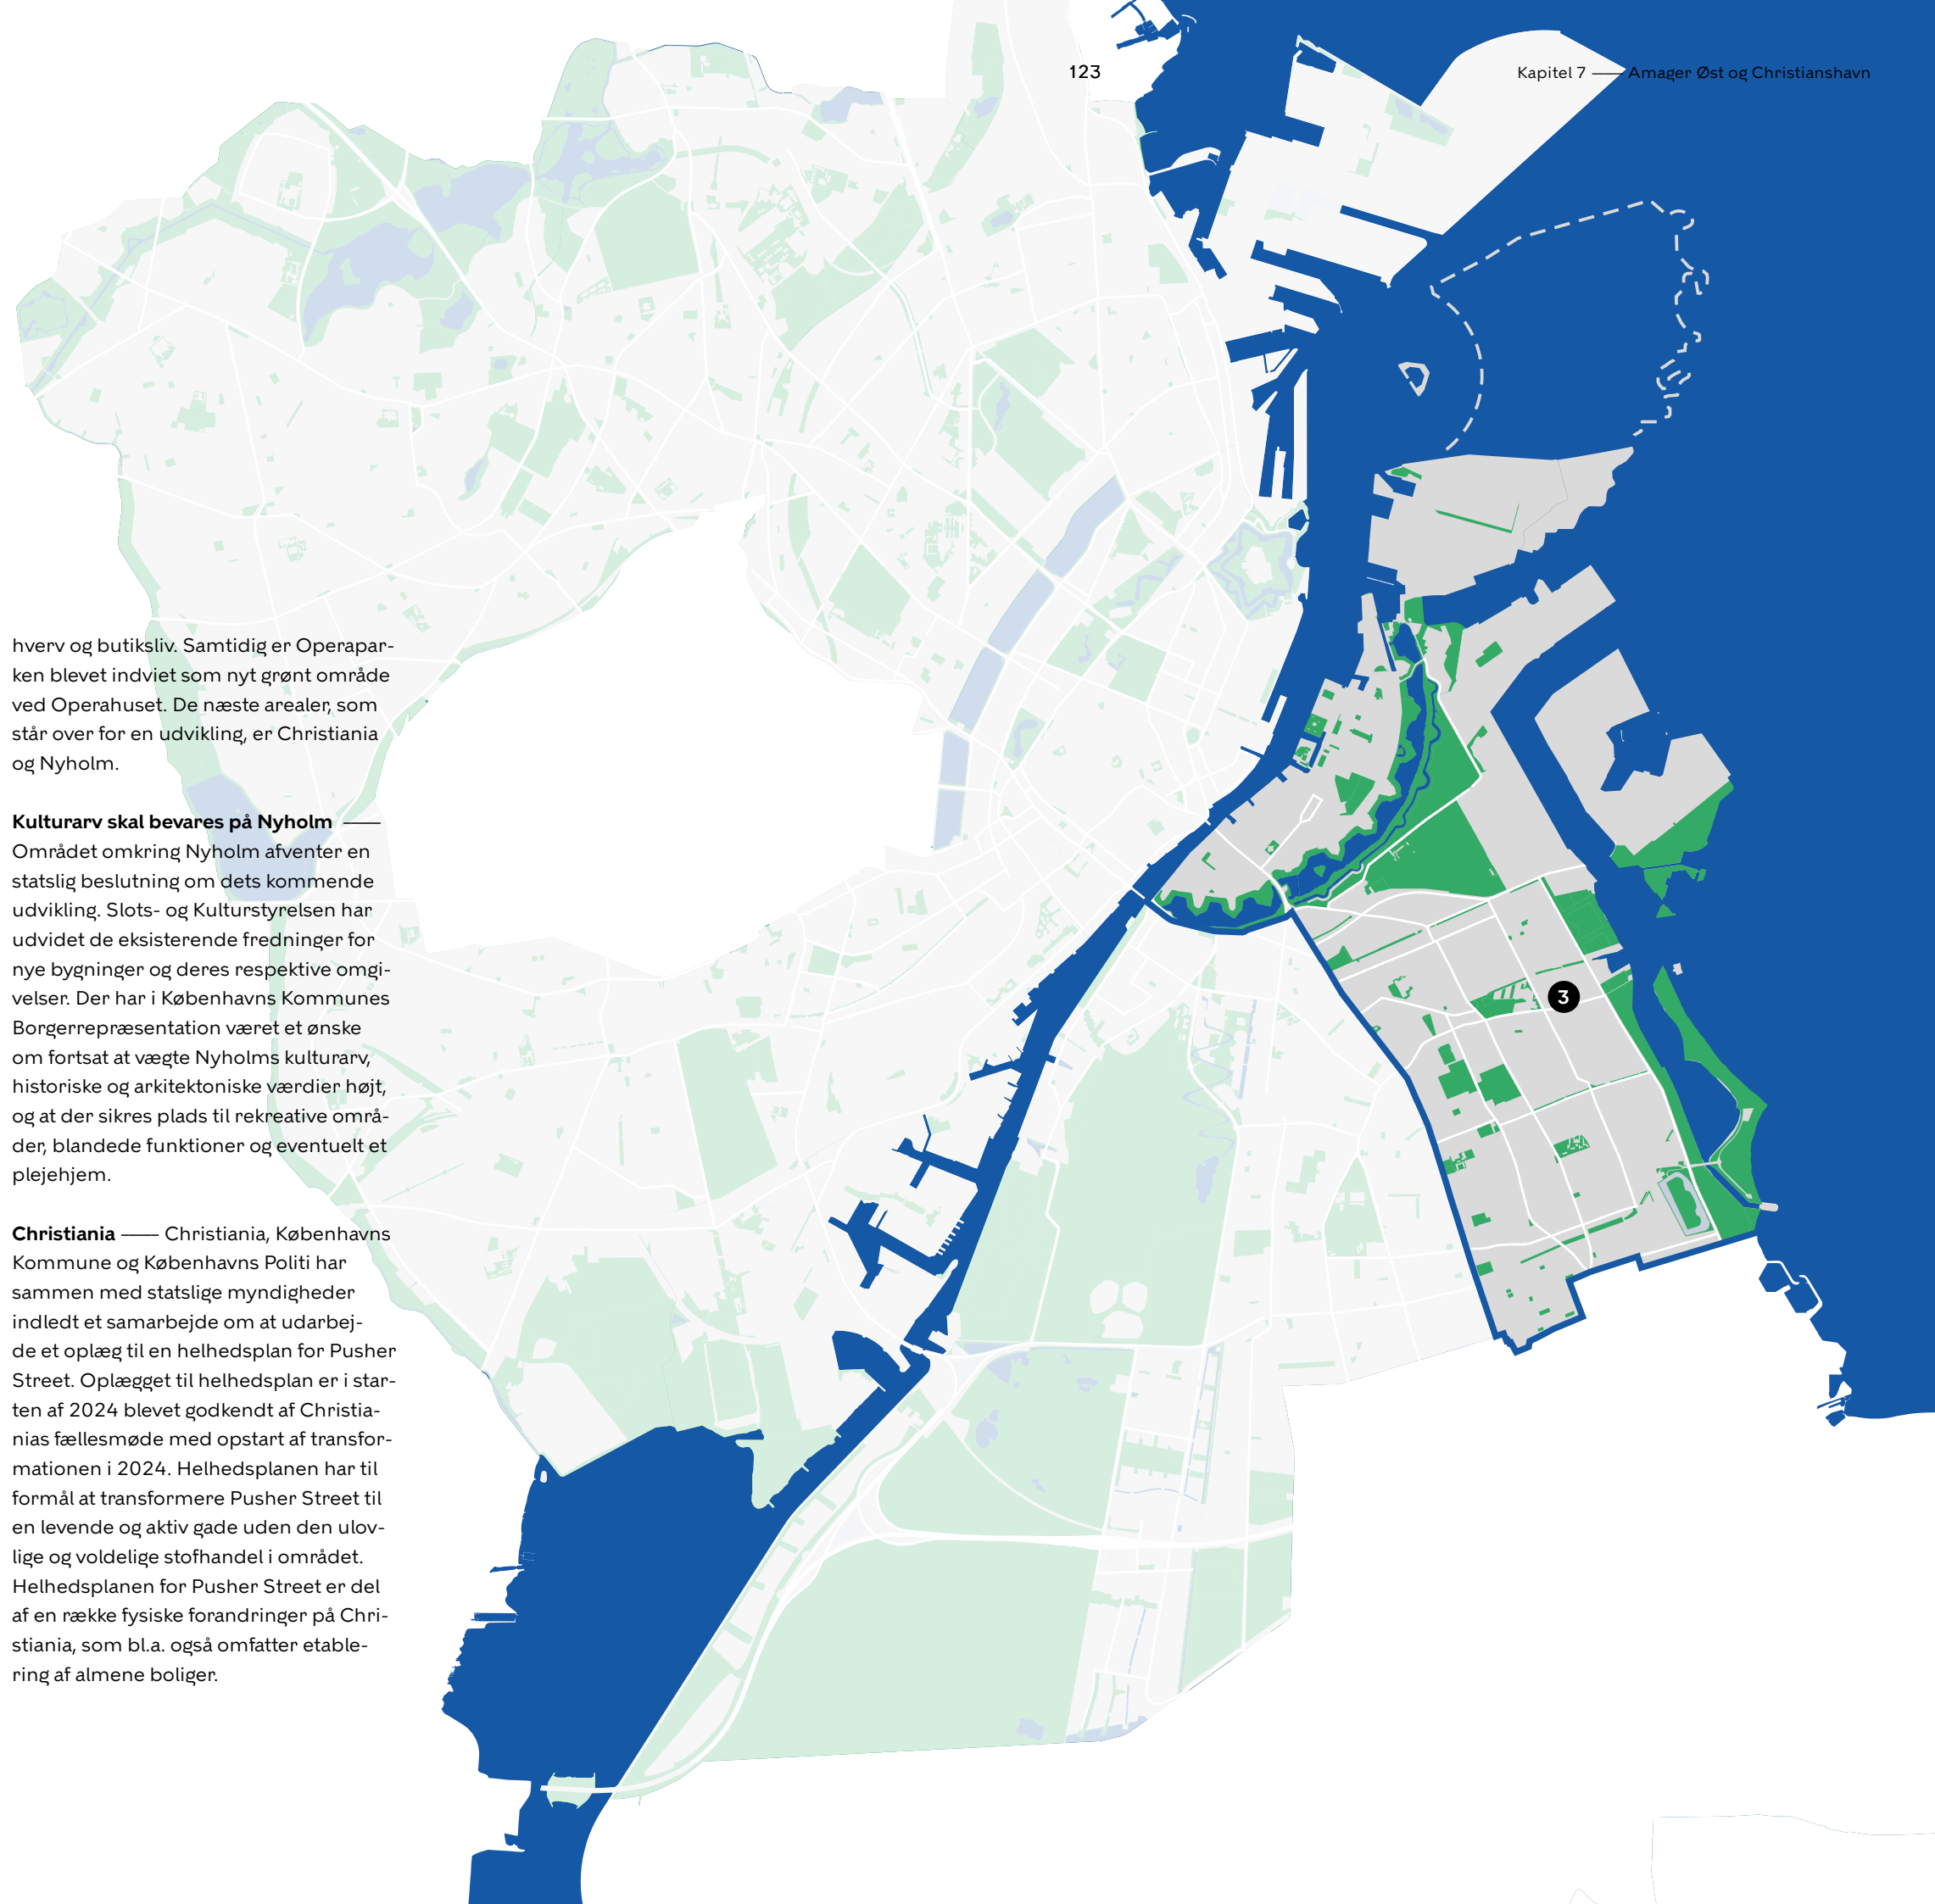 123
Kapitel 7 —— Amager Øst og Christianshavn
hverv og butiksliv. Samtidig er Operapar-
ken blevet indviet som nyt grønt område
ved Operahuset. De næste arealer, som
står over for en udvikling, er Christiania
og Nyholm.
Kulturarv skal bevares på Nyholm ——
Området omkring Nyholm afventer en
statslig beslutning om dets kommende
udvikling. Slots- og Kulturstyrelsen har
udvidet de eksisterende fredninger for
nye bygninger og deres respektive omgi-
velser. Der har i Københavns Kommunes
Borgerrepræsentation været et ønske
om fortsat at vægte Nyholms kulturarv,
historiske og arkitektoniske værdier højt,
og at der sikres plads til rekreative områ-
der, blandede funktioner og eventuelt et
plejehjem.
Christiania —— Christiania, Københavns
Kommune og Københavns Politi har
sammen med statslige myndigheder
indledt et samarbejde om at udarbej-
de et oplæg til en helhedsplan for Pusher
Street. Oplægget til helhedsplan er i star-
ten af 2024 blevet godkendt af Christia-
nias fællesmøde med opstart af transfor-
mationen i 2024. Helhedsplanen har til
formål at transformere Pusher Street til
en levende og aktiv gade uden den ulov-
lige og voldelige stofhandel i området.
Helhedsplanen for Pusher Street er del
af en række fysiske forandringer på Chri-
stiania, som bl.a. også omfatter etable-
ring af almene boliger.
3